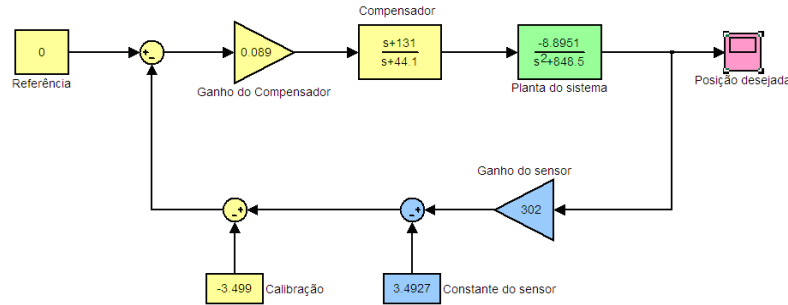 Compensador
0
0.089
s+131
s+44.1
-8.8951
s²+848.5
Referência
Ganho do Compensador
Planta do sistema
Posição desejada
Ganho do sensor
302
-3.499
Calibração
3.4927
Constante do sensor